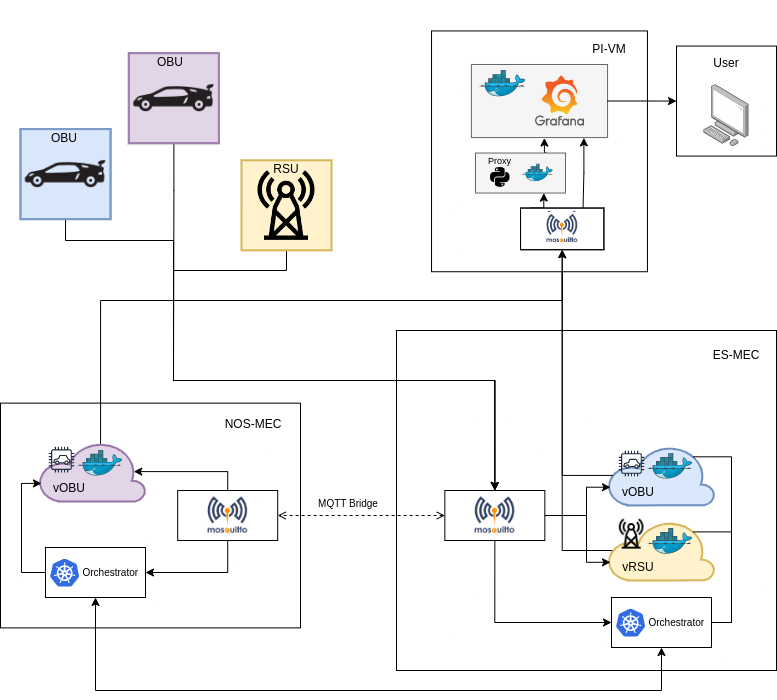 OBU
PI-VM
OBU
User
Grafana
RSU
Proxy
mosquitto
ES-MEC
NOS-MEC
vOBU
vOBU
MQTT Bridge
mosquitto
mosquitto
vRSU
Orchestrator
Orchestrator